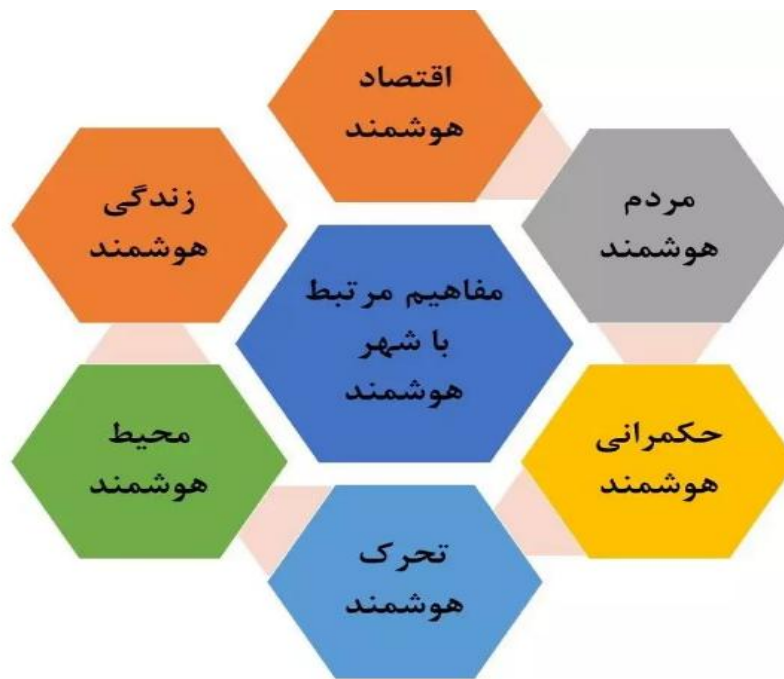 اقتصاد
هوشمند
مردم
هوشمند
حکمرانی
هوشمند
تحرک
هوشمند
محیط
هوشمند
زندگی
هوشمند
مفاهیم مرتبط
با شهر
هوشمند